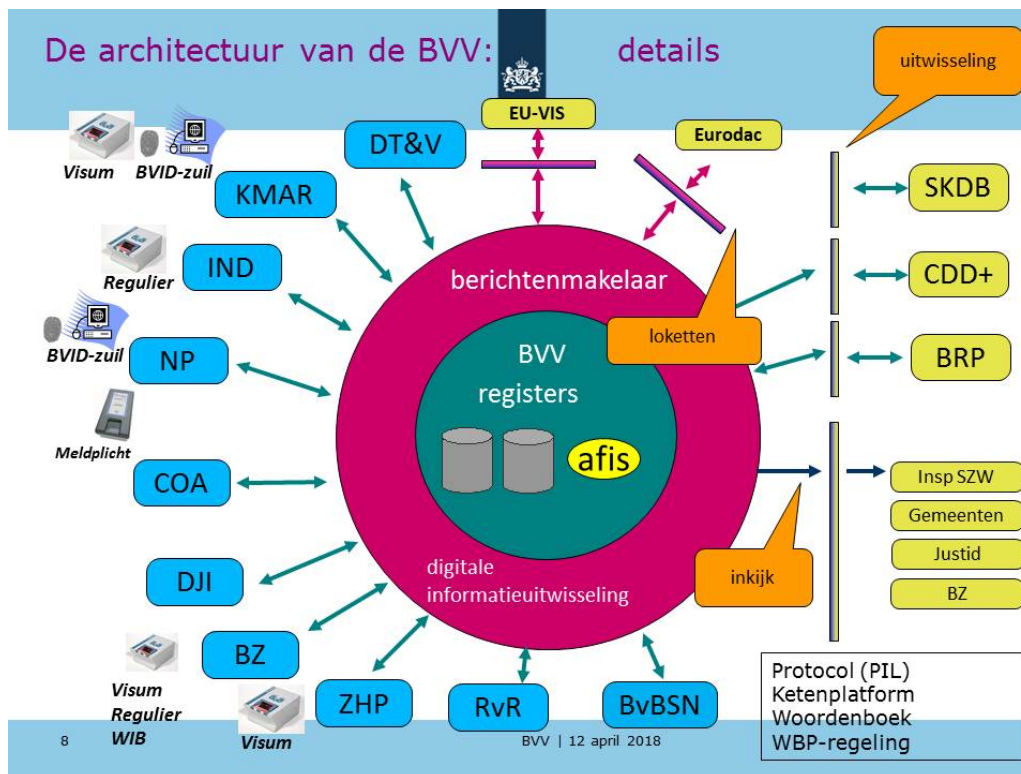 De architectuur van de BVV: details
uitwisseling
EU-VIS
Eurodac
DT&V
Visum
BVID-zuil
KMAR
SKDB
Regulier
IND
berichtenmakelaar
CDD+
loketten
BVID-zuil
NP
BVV
registers
BRP
afis
Meldplicht
COA
Insp SZW
Gemeenten
Justid
BZ
inkijk
DJI
digitale
informatieuitwisseling
BZ
Visum
Regulier
WIB
Visum
ZHP
RvR
BvBSN
Protocol (PIL)
Ketenplatform
Woordenboek
WBP-regeling
8
BVV | 12 april 2018